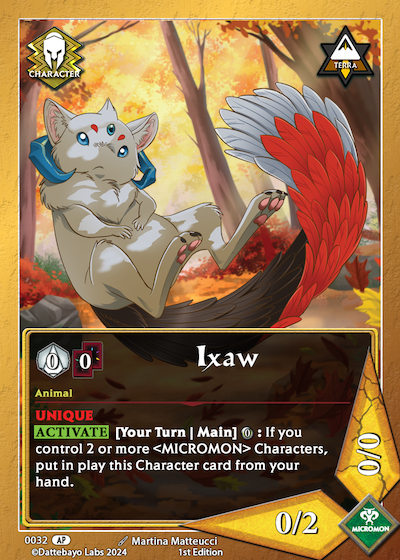 CHARACTER
TERRA
0 0 Ixaw
Animal
UNIQUE
ACTIVATE [Your Turn | Main] 0 : If you
control 2 or more <MICROMON> Characters,
put in play this Character card from your
hand.
0/0
0/2
MICROMON
0032 AP Martina Matteucci
©Dattebayo Labs 2024 1st Edition